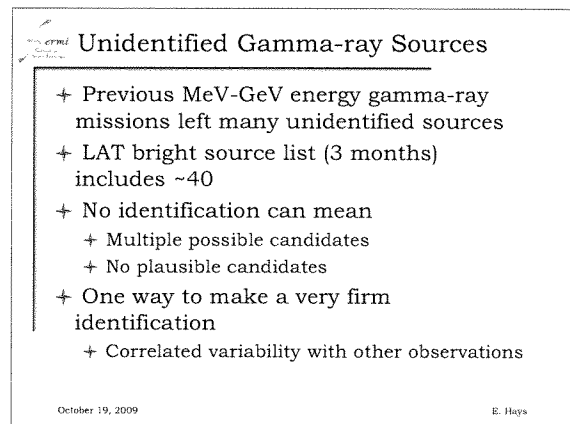 ermi Unidentified Gamma-ray Sources
+ Previous MeV-GeV energy gamma-ray
missions left many unidentified sources
+ LAT bright source list (3 months)
includes ~40
+ No identification can mean
+ Multiple possible candidates
+ No plausible candidates
+ One way to make a very firm
identification
+ Correlated variability with other observations
October 19, 2009 E. Hays